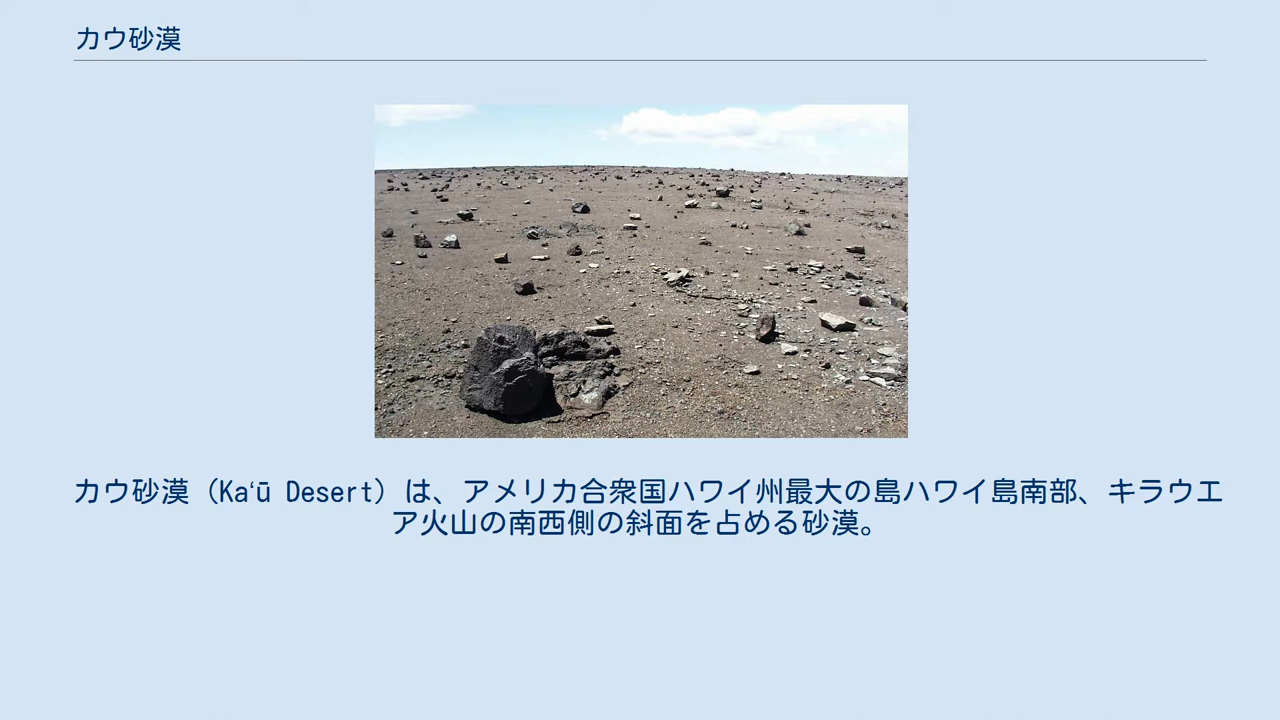 カウ砂漠
カウ砂漠（Kaʻū Desert）は、アメリカ合衆国ハワイ州最大の島ハワイ島南部、キラウエ
ア火山の南西側の斜面を占める砂漠。